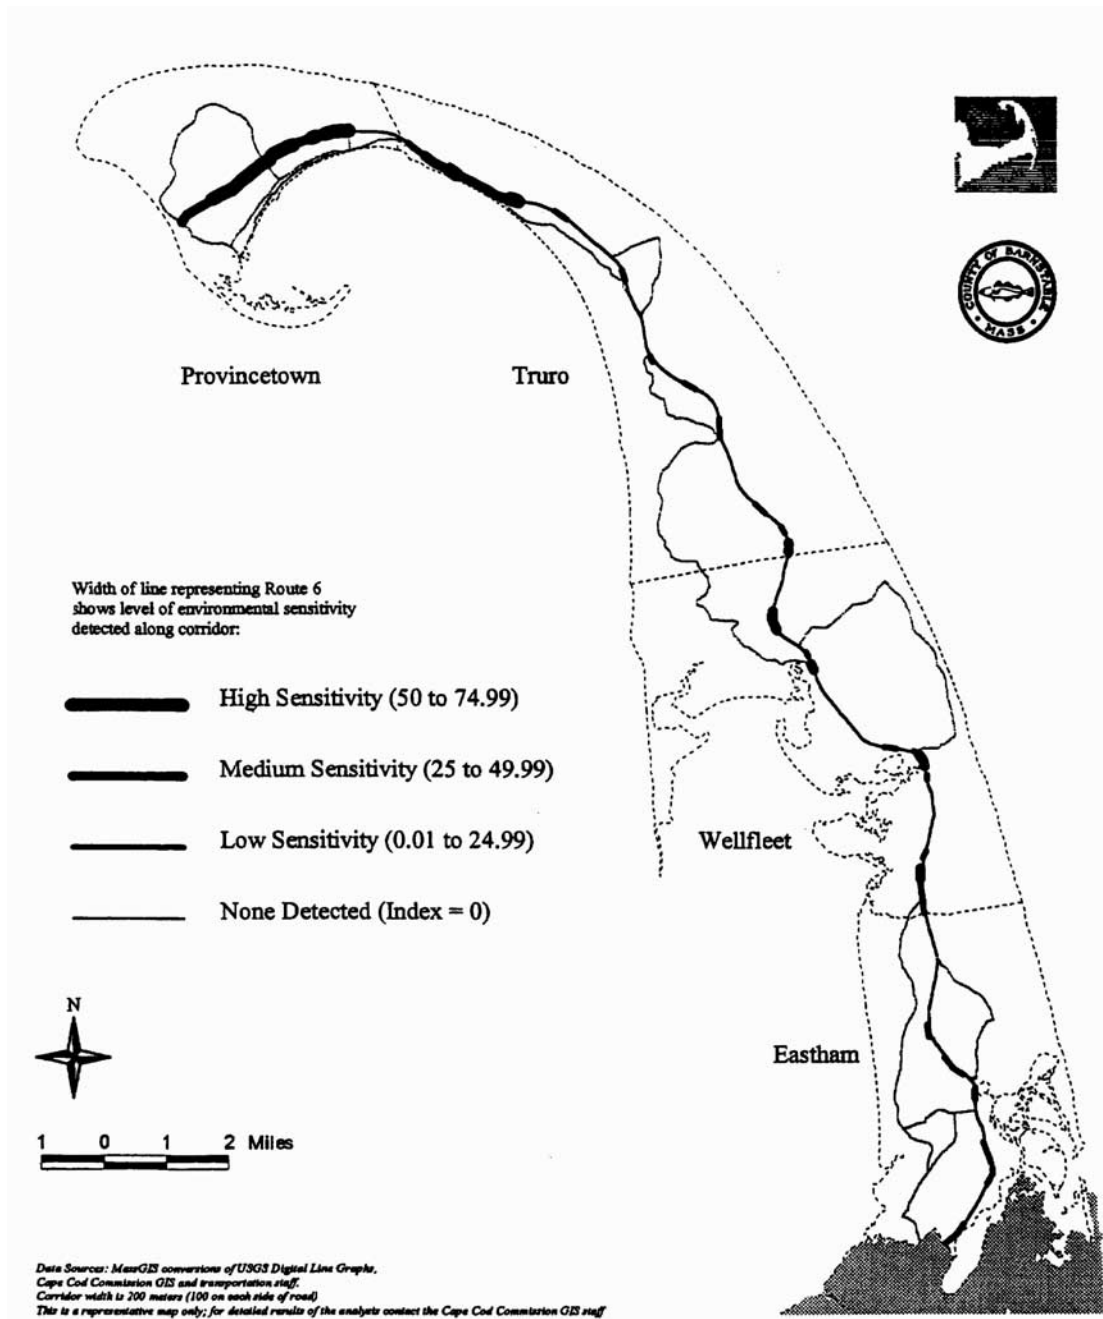 COUNTY OF BARNSTABLE
MASS
Provincetown
Truro
Width of line representing Route 6
shows level of environmental sensitivity
detected along corridor:
High Sensitivity (50 to 74.99)
Medium Sensitivity (25 to 49.99)
Low Sensitivity (0.01 to 24.99)
None Detected (Index = 0)
Wellfleet
Eastham
N
1 0 1 2 Miles
Data Sources: MassGIS conversions of USGS Digital Line Graphs,
Cape Cod Commission GIS and transportation staff.
Corridor width is 200 meters (100 on each side of road)
This is a representative map only; for detailed results of the analysis contact the Cape Cod Commission GIS staff